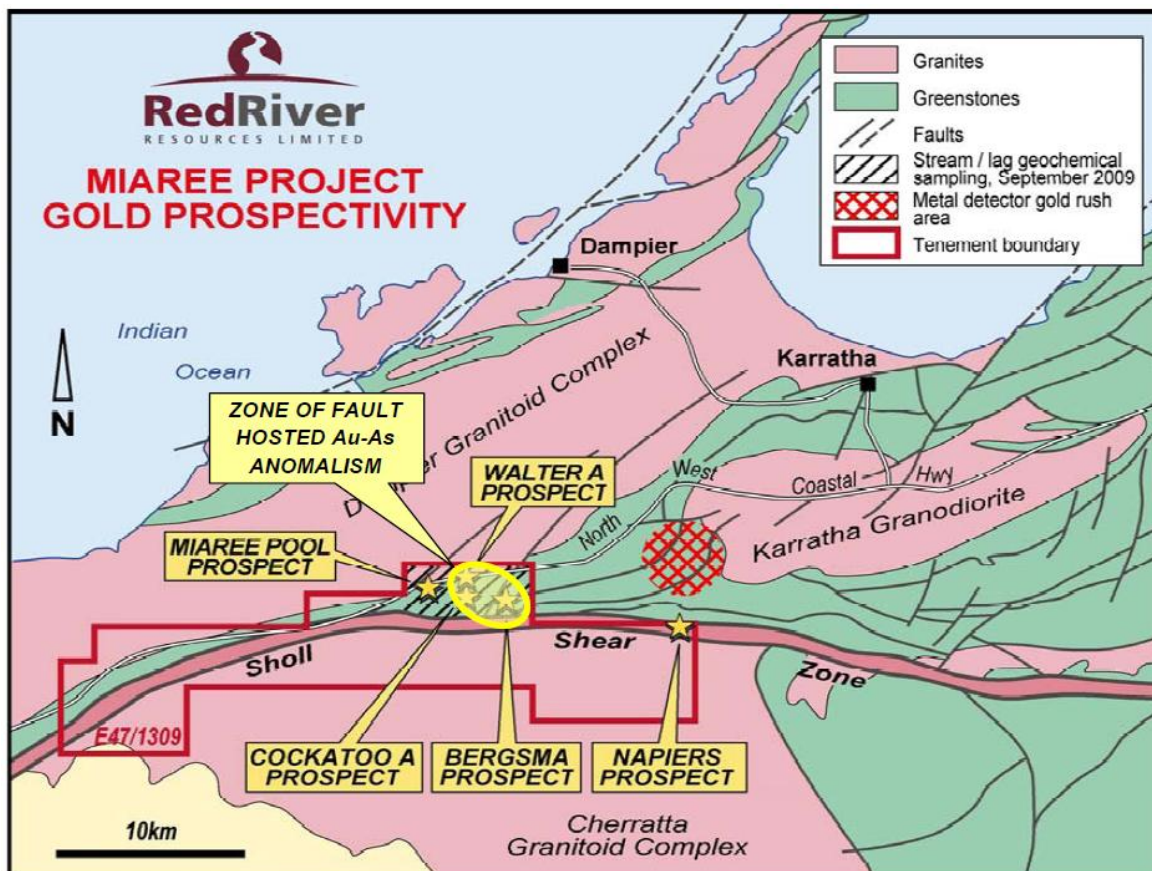 RedRiver
RESOURCES LIMITED
MIAREE PROJECT
GOLD PROSPECTIVITY
Granites
Greenstones
Faults
Stream / lag geochemical
sampling, September 2009
Metal detector gold rush
area
Tenement boundary
Dampier
Indian
Ocean
Karratha
N
ZONE OF FAULT
HOSTED Au-As
ANOMALISM
Granitoid Complex
WALTER A
PROSPECT
North West Coastal Hwy
Karratha Granodiorite
MIAREE POOL
PROSPECT
Sholl Shear Zone
E47/1309
COCKATOO A
PROSPECT
BERGSMA
PROSPECT
NAPIERS
PROSPECT
10km
Cherratta
Granitoid Complex